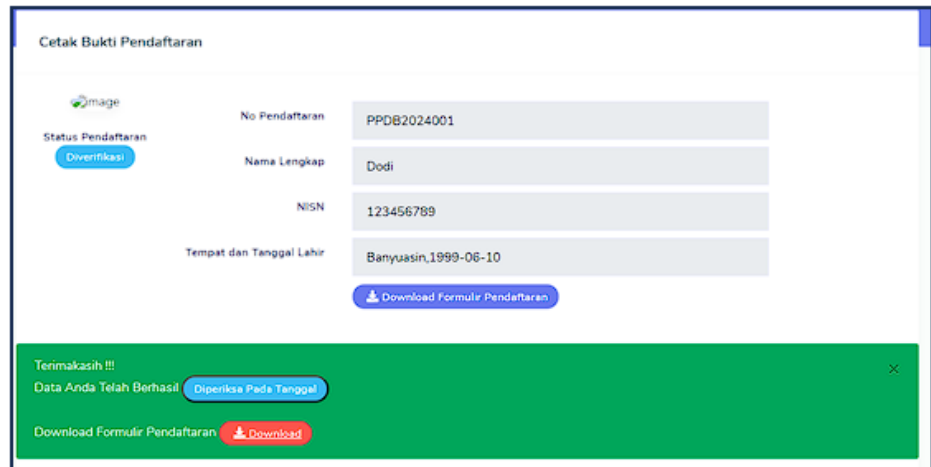 Cetak Bukti Pendaftaran
image
Status Pendaftaran
Diverifikasi
No Pendaftaran PPDB2024001
Nama Lengkap Dodi
NISN 123456789
Tempat dan Tanggal Lahir Banyuasin,1999-06-10
Download Formulir Pendaftaran
Terimakasih !!!
Data Anda Telah Berhasil Diperiksa Pada Tanggal
Download Formulir Pendaftaran Download